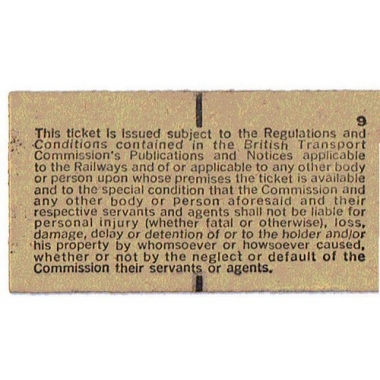 9
This ticket is issued subject to the Regulations and
Conditions contained in the British Transport
Commission's Publications and Notices applicable
to the Railways and of or applicable to any other body
or person upon whose premises the ticket is available
and to the special condition that the Commission and
any other body or person aforesaid and their
respective servants and agents shall not be liable for
personal injury (whether fatal or otherwise), loss,
damage, delay or detention of or to the holder and/or
his property by whomsoever or howsoever caused,
whether or not by the neglect or default of the
Commission their servants or agents.